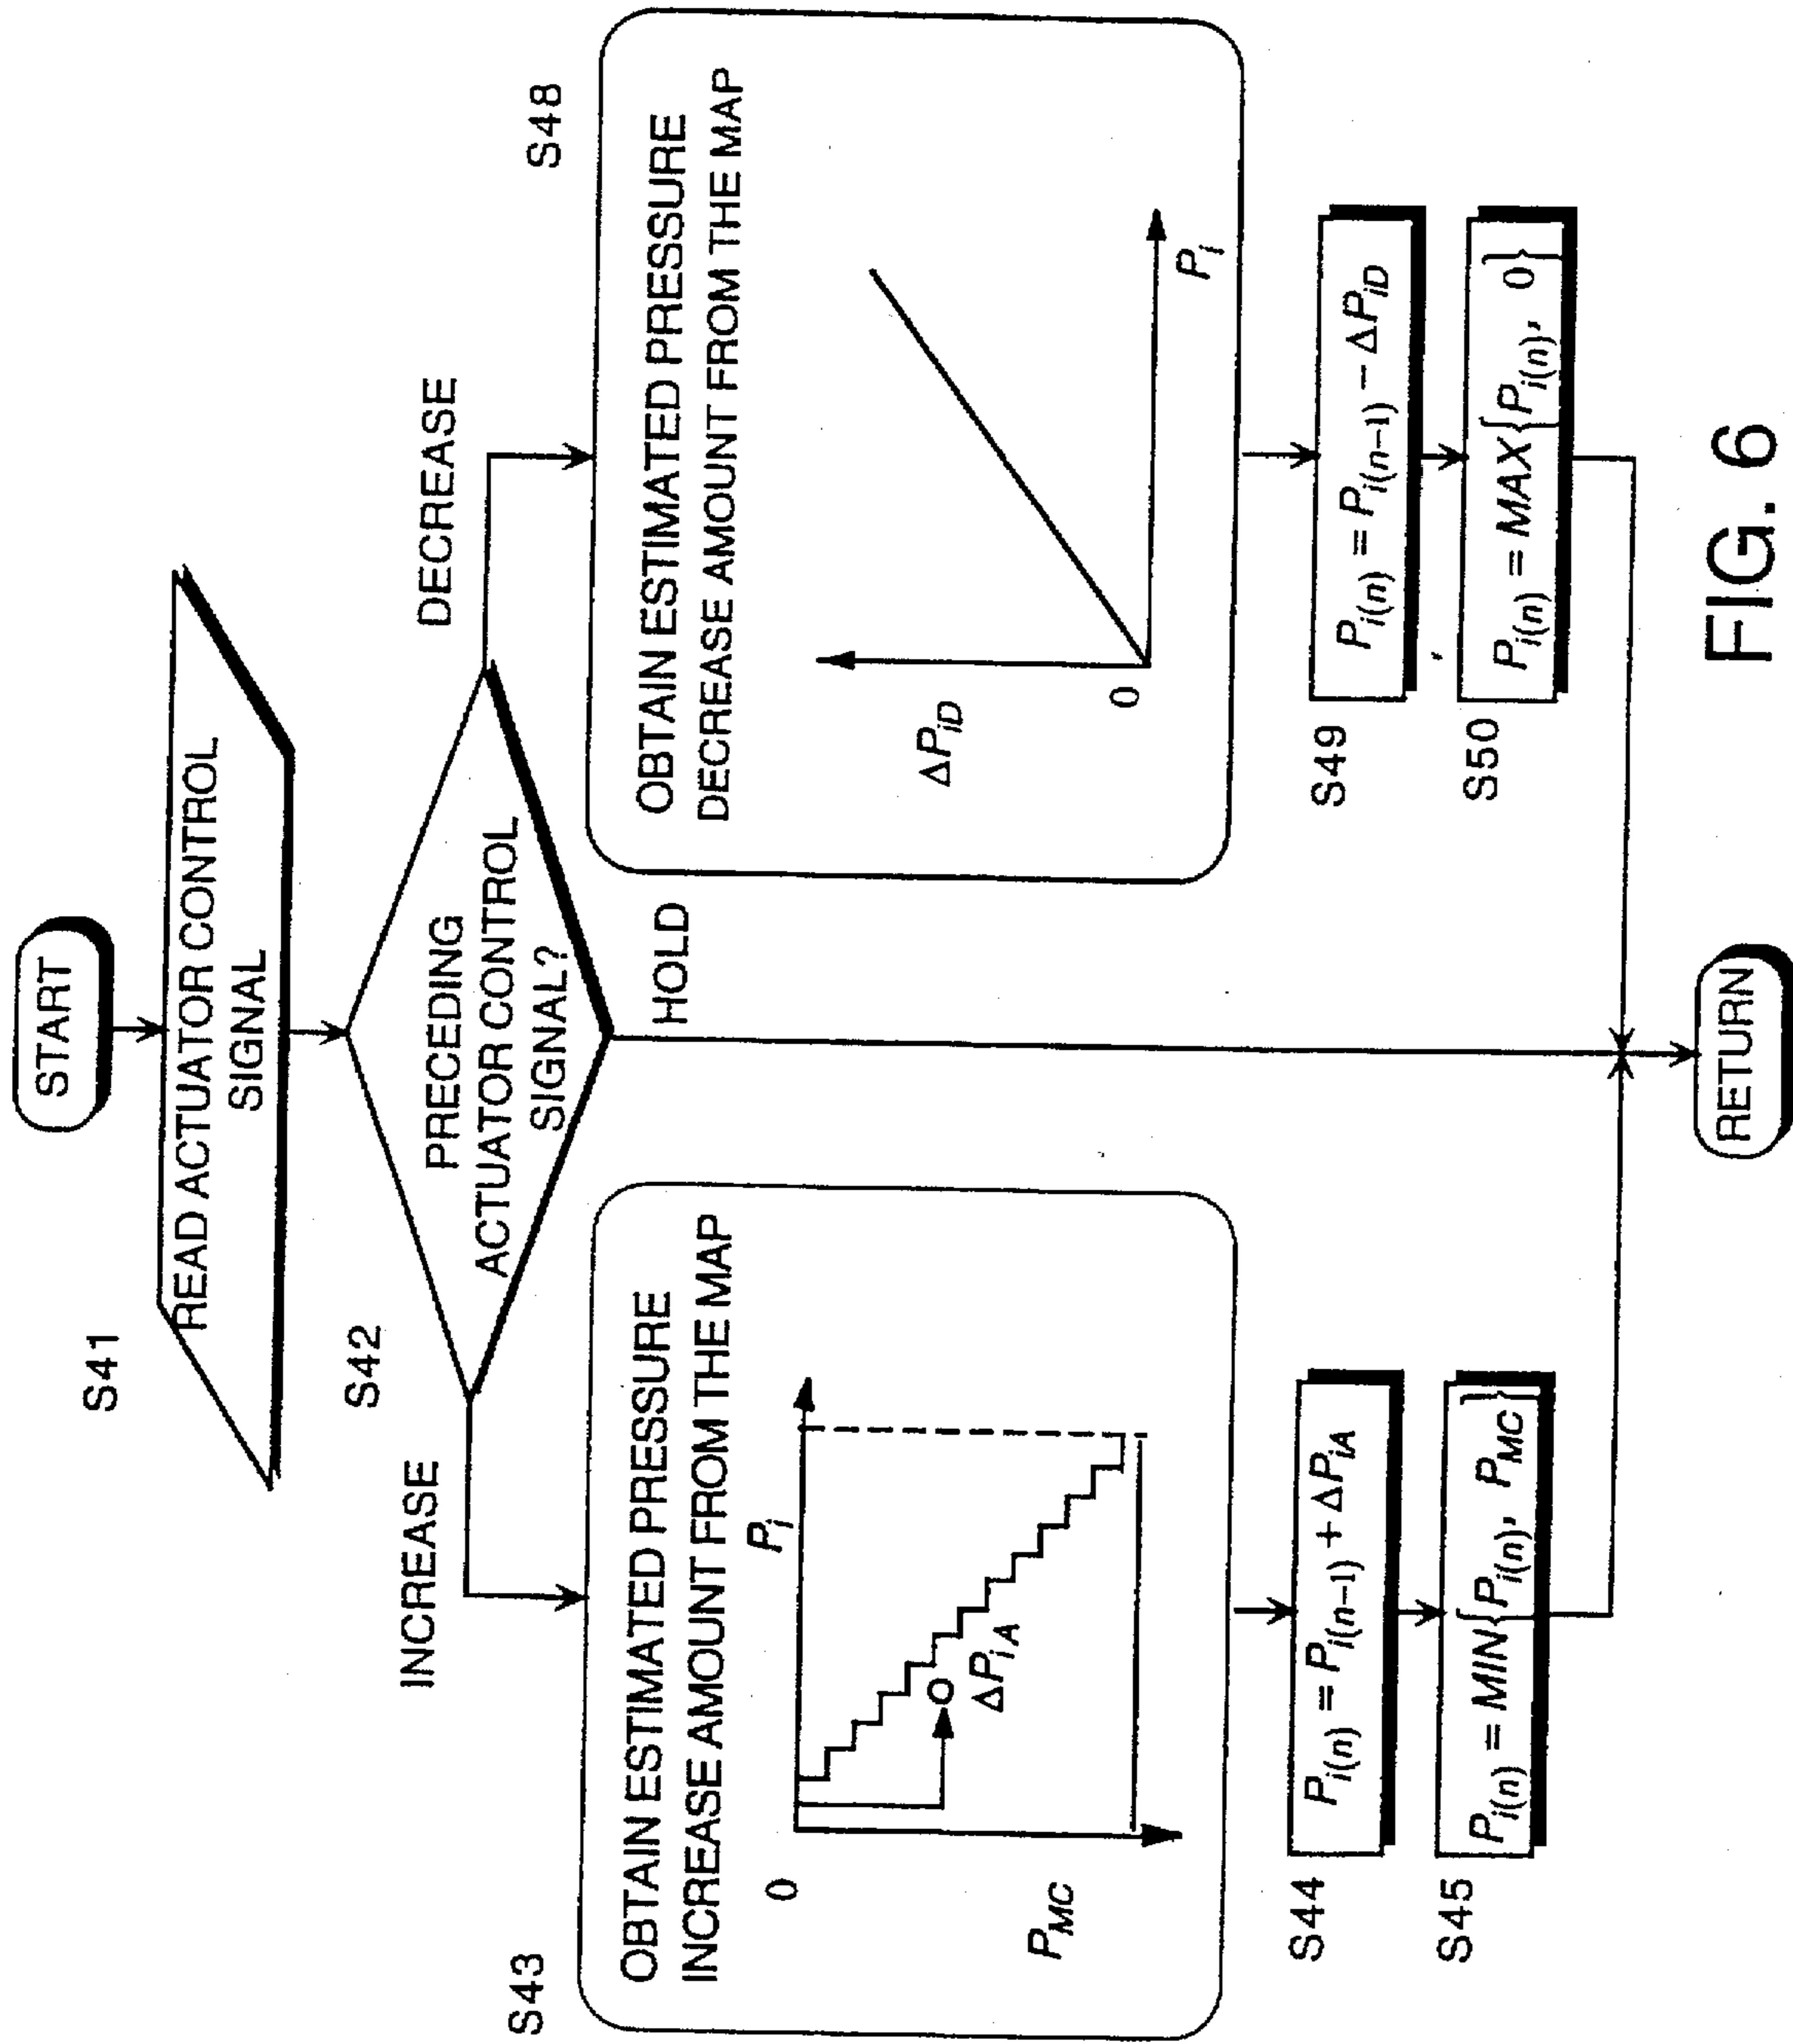 START
S41
READ ACTUATOR CONTROL
SIGNAL
S42
PRECEDING
ACTUATOR CONTROL
SIGNAL?
INCREASE
HOLD
DECREASE
S43
OBTAIN ESTIMATED PRESSURE
INCREASE AMOUNT FROM THE MAP
0
P_i
P_MC
ΔP_iA
S44
P_i(n) = P_i(n−1) + ΔP_iA
S45
P_i(n) = MIN{P_i(n), P_MC}
S48
OBTAIN ESTIMATED PRESSURE
DECREASE AMOUNT FROM THE MAP
ΔP_iD
0
P_i
S49
P_i(n) = P_i(n−1) − ΔP_iD
S50
P_i(n) = MAX{P_i(n), 0}
RETURN
FIG. 6